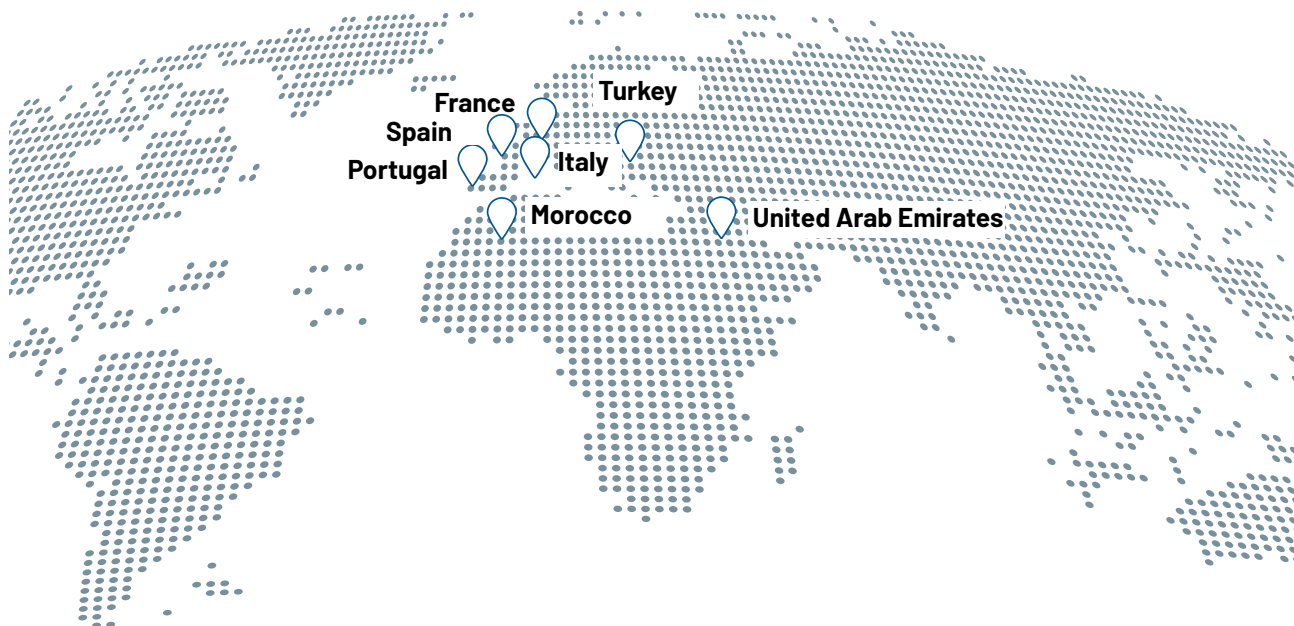 Turkey
France
Spain
Italy
Portugal
Morocco
United Arab Emirates